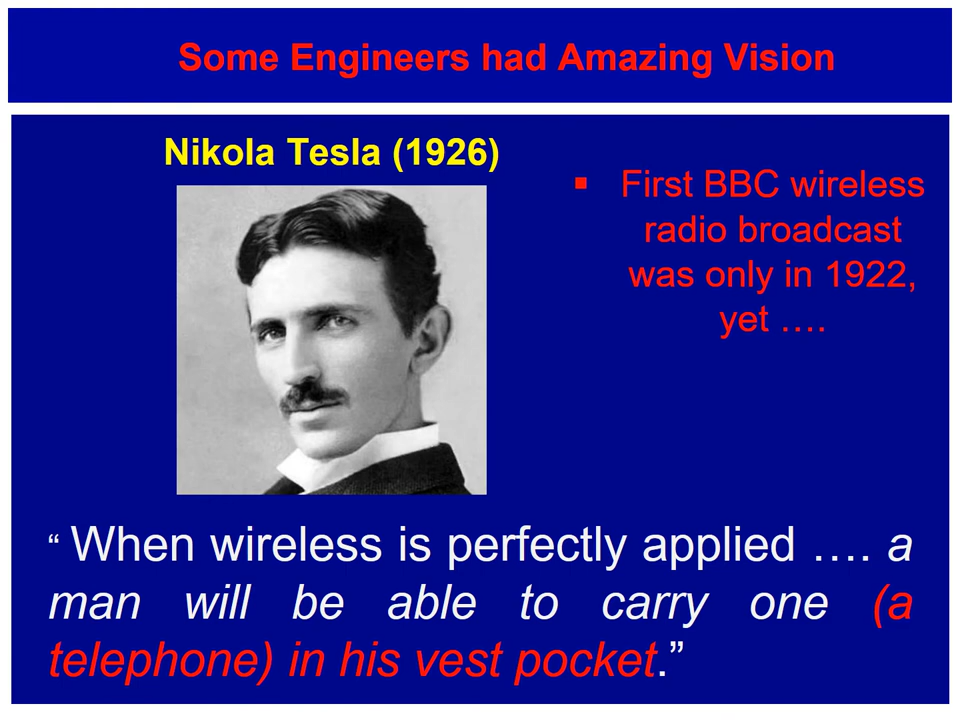 Some Engineers had Amazing Vision
Nikola Tesla (1926)
▪ First BBC wireless
radio broadcast
was only in 1922,
yet ….
“ When wireless is perfectly applied …. a
man will be able to carry one (a
telephone) in his vest pocket.”